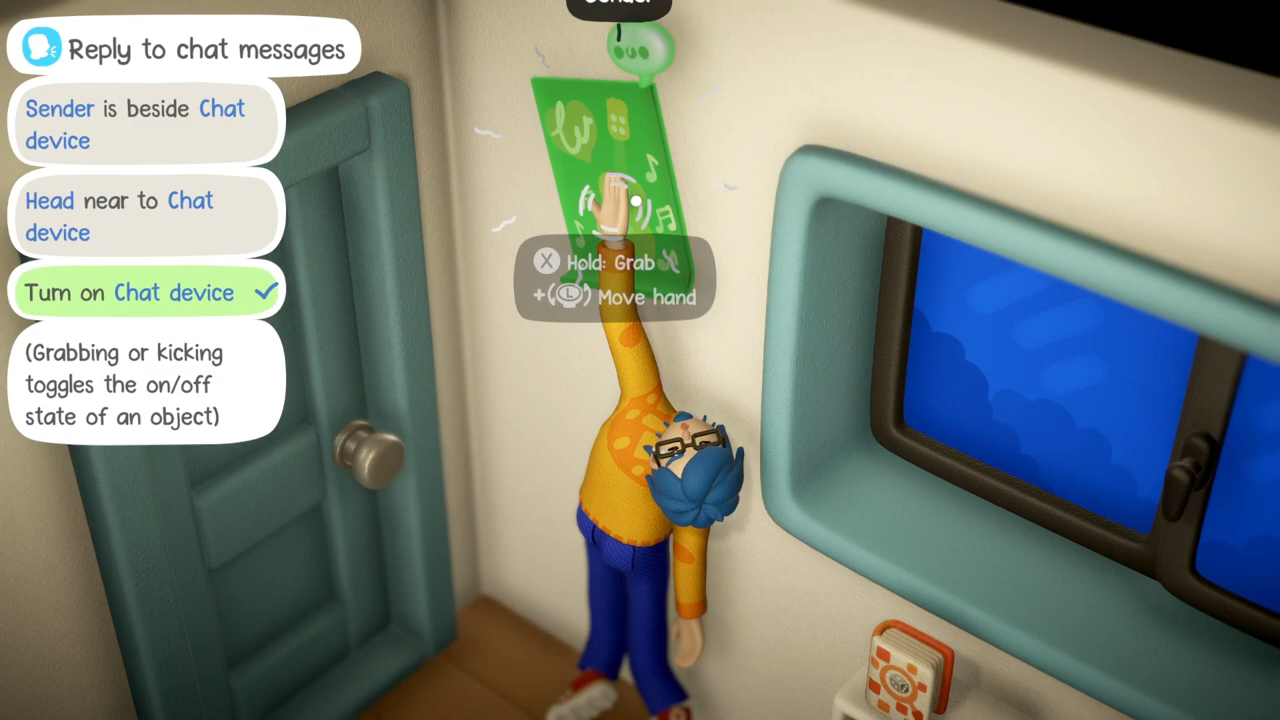 Sender
Reply to chat messages
Sender is beside Chat
device
Head near to Chat
device
Turn on Chat device
(Grabbing or kicking
toggles the on/off
state of an object)
X Hold: Grab
+(L) Move hand